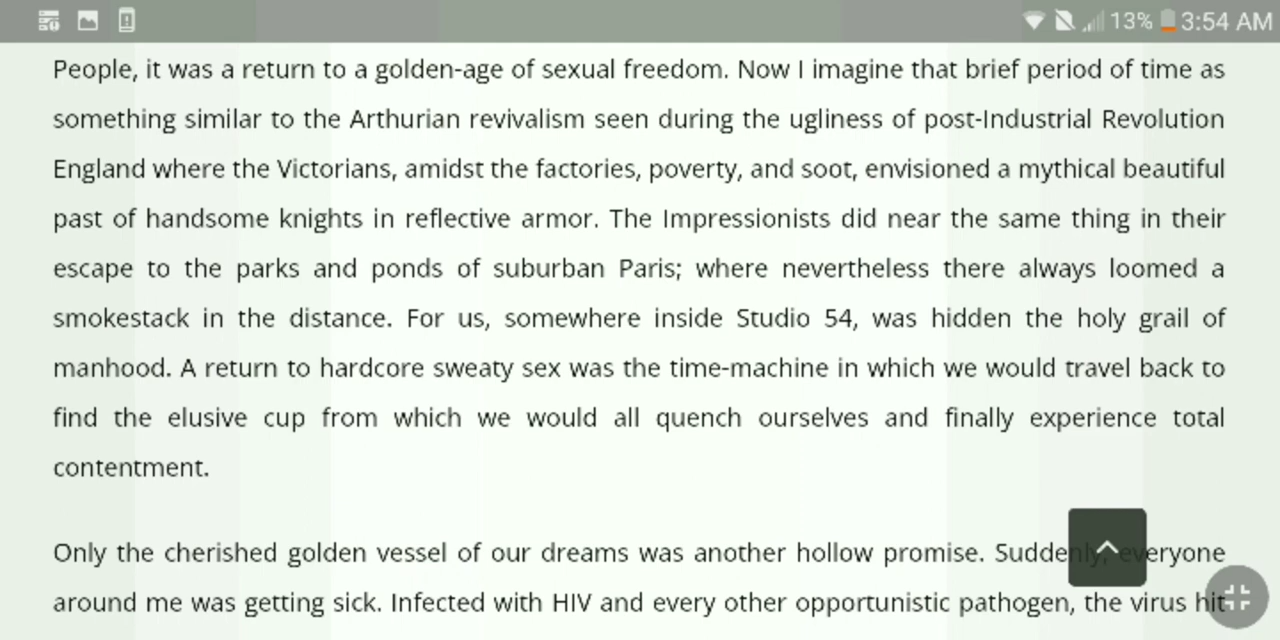 13% 3:54 AM
People, it was a return to a golden-age of sexual freedom. Now I imagine that brief period of time as
something similar to the Arthurian revivalism seen during the ugliness of post-Industrial Revolution
England where the Victorians, amidst the factories, poverty, and soot, envisioned a mythical beautiful
past of handsome knights in reflective armor. The Impressionists did near the same thing in their
escape to the parks and ponds of suburban Paris; where nevertheless there always loomed a
smokestack in the distance. For us, somewhere inside Studio 54, was hidden the holy grail of
manhood. A return to hardcore sweaty sex was the time-machine in which we would travel back to
find the elusive cup from which we would all quench ourselves and finally experience total
contentment.
Only the cherished golden vessel of our dreams was another hollow promise. Suddenly, everyone
around me was getting sick. Infected with HIV and every other opportunistic pathogen, the virus hit